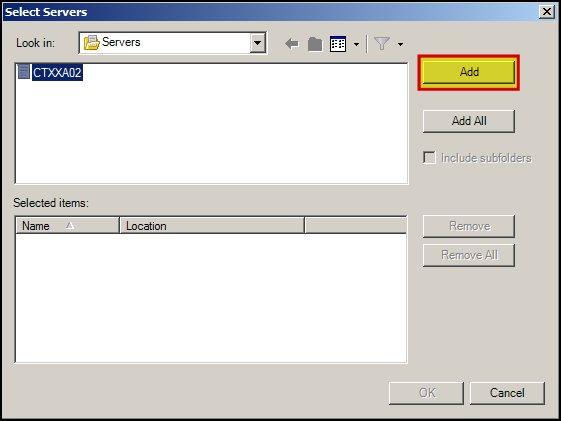 Select Servers
Look in:
Servers
CTXXA02
Add
Add All
Include subfolders
Selected items:
Name
Location
Remove
Remove All
OK
Cancel